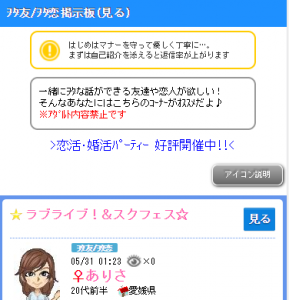 ｦﾀ友/ｦﾀ恋掲示板(見る)
はじめはマナーを守って優しく丁寧に…。
まずは自己紹介を添えると返信率が上がります
一緒にｦﾀな話ができる友達や恋人が欲しい！
そんなあなたにはこちらのｺｰﾅｰがｵｽｽﾒだよ♪
※ｱﾀﾞﾙﾄ内容禁止です
>恋活・婚活ﾊﾟｰﾃｨｰ 好評開催中!!<
アイコン説明
☆ラブライブ！&スクフェス☆
見る
ｦﾀ友/ｦﾀ恋
05/31 01:23 ×0
♀ありさ
20代前半 愛媛県